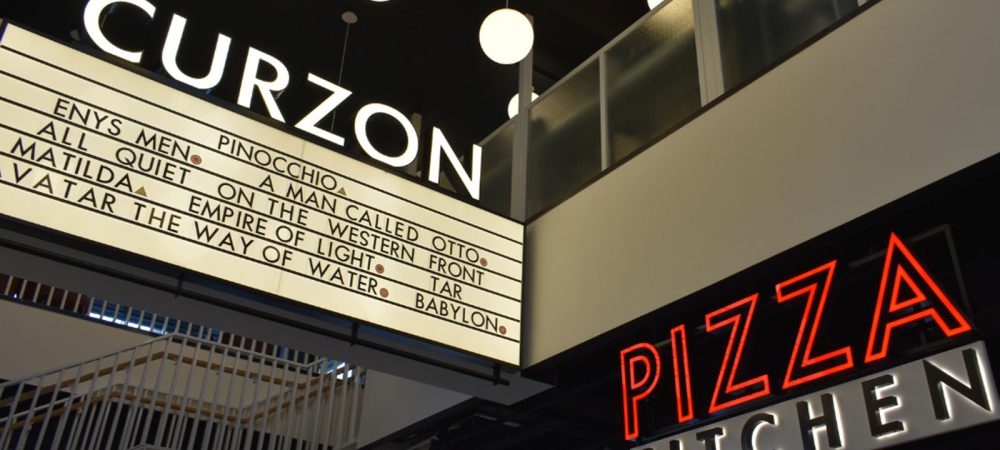 CURZON
PINOCCHIO
ENYS MEN A MAN CALLED OTTO
ALL QUIET ON THE WESTERN FRONT
MATILDA EMPIRE OF LIGHT TAR
AVATAR THE WAY OF WATER BABYLON
PIZZA
KITCHEN